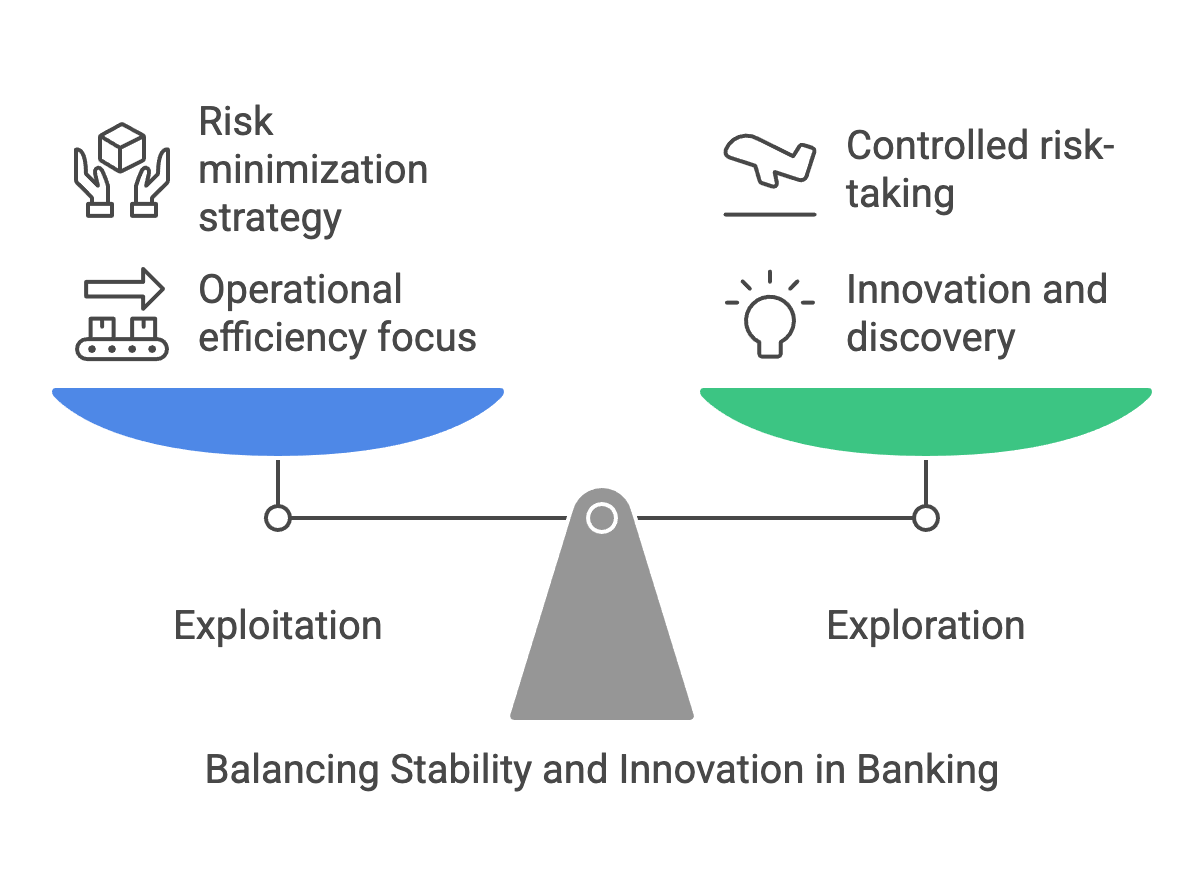 Risk
minimization
strategy
Operational
efficiency focus
Controlled risk-
taking
Innovation and
discovery
Exploitation
Exploration
Balancing Stability and Innovation in Banking